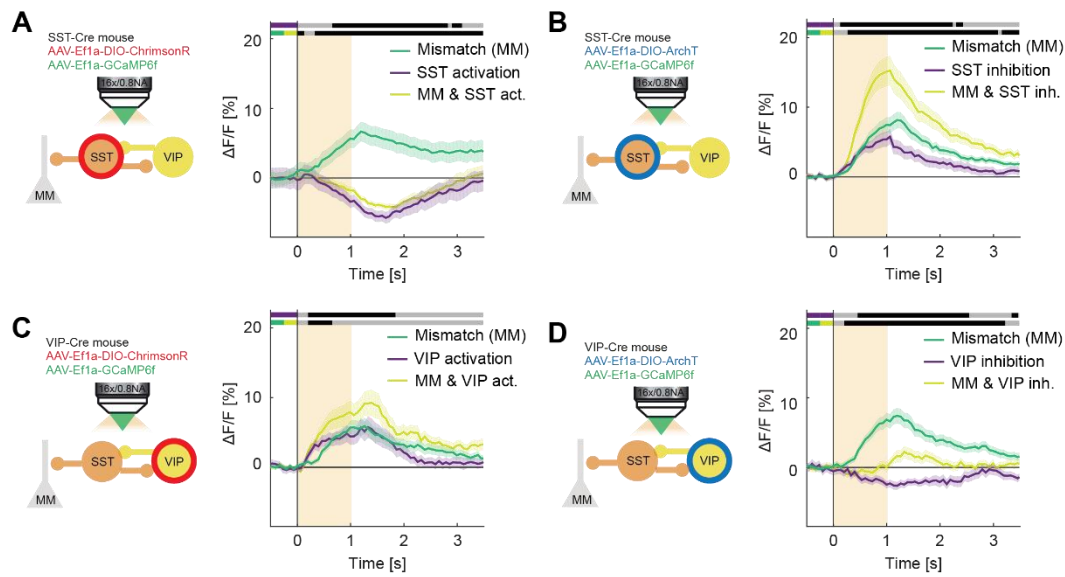 A
SST-Cre mouse
AAV-Ef1a-DIO-ChrimsonR
AAV-Ef1a-GCaMP6f
16x/0.8NA
SST
VIP
MM
ΔF/F [%]
20
10
0
Mismatch (MM)
SST activation
MM & SST act.
0 1 2 3
Time [s]
B
SST-Cre mouse
AAV-Ef1a-DIO-ArchT
AAV-Ef1a-GCaMP6f
16x/0.8NA
SST
VIP
MM
ΔF/F [%]
20
10
0
Mismatch (MM)
SST inhibition
MM & SST inh.
0 1 2 3
Time [s]
C
VIP-Cre mouse
AAV-Ef1a-DIO-ChrimsonR
AAV-Ef1a-GCaMP6f
16x/0.8NA
SST
VIP
MM
ΔF/F [%]
20
10
0
Mismatch (MM)
VIP activation
MM & VIP act.
0 1 2 3
Time [s]
D
VIP-Cre mouse
AAV-Ef1a-DIO-ArchT
AAV-Ef1a-GCaMP6f
16x/0.8NA
SST
VIP
MM
ΔF/F [%]
20
10
0
Mismatch (MM)
VIP inhibition
MM & VIP inh.
0 1 2 3
Time [s]